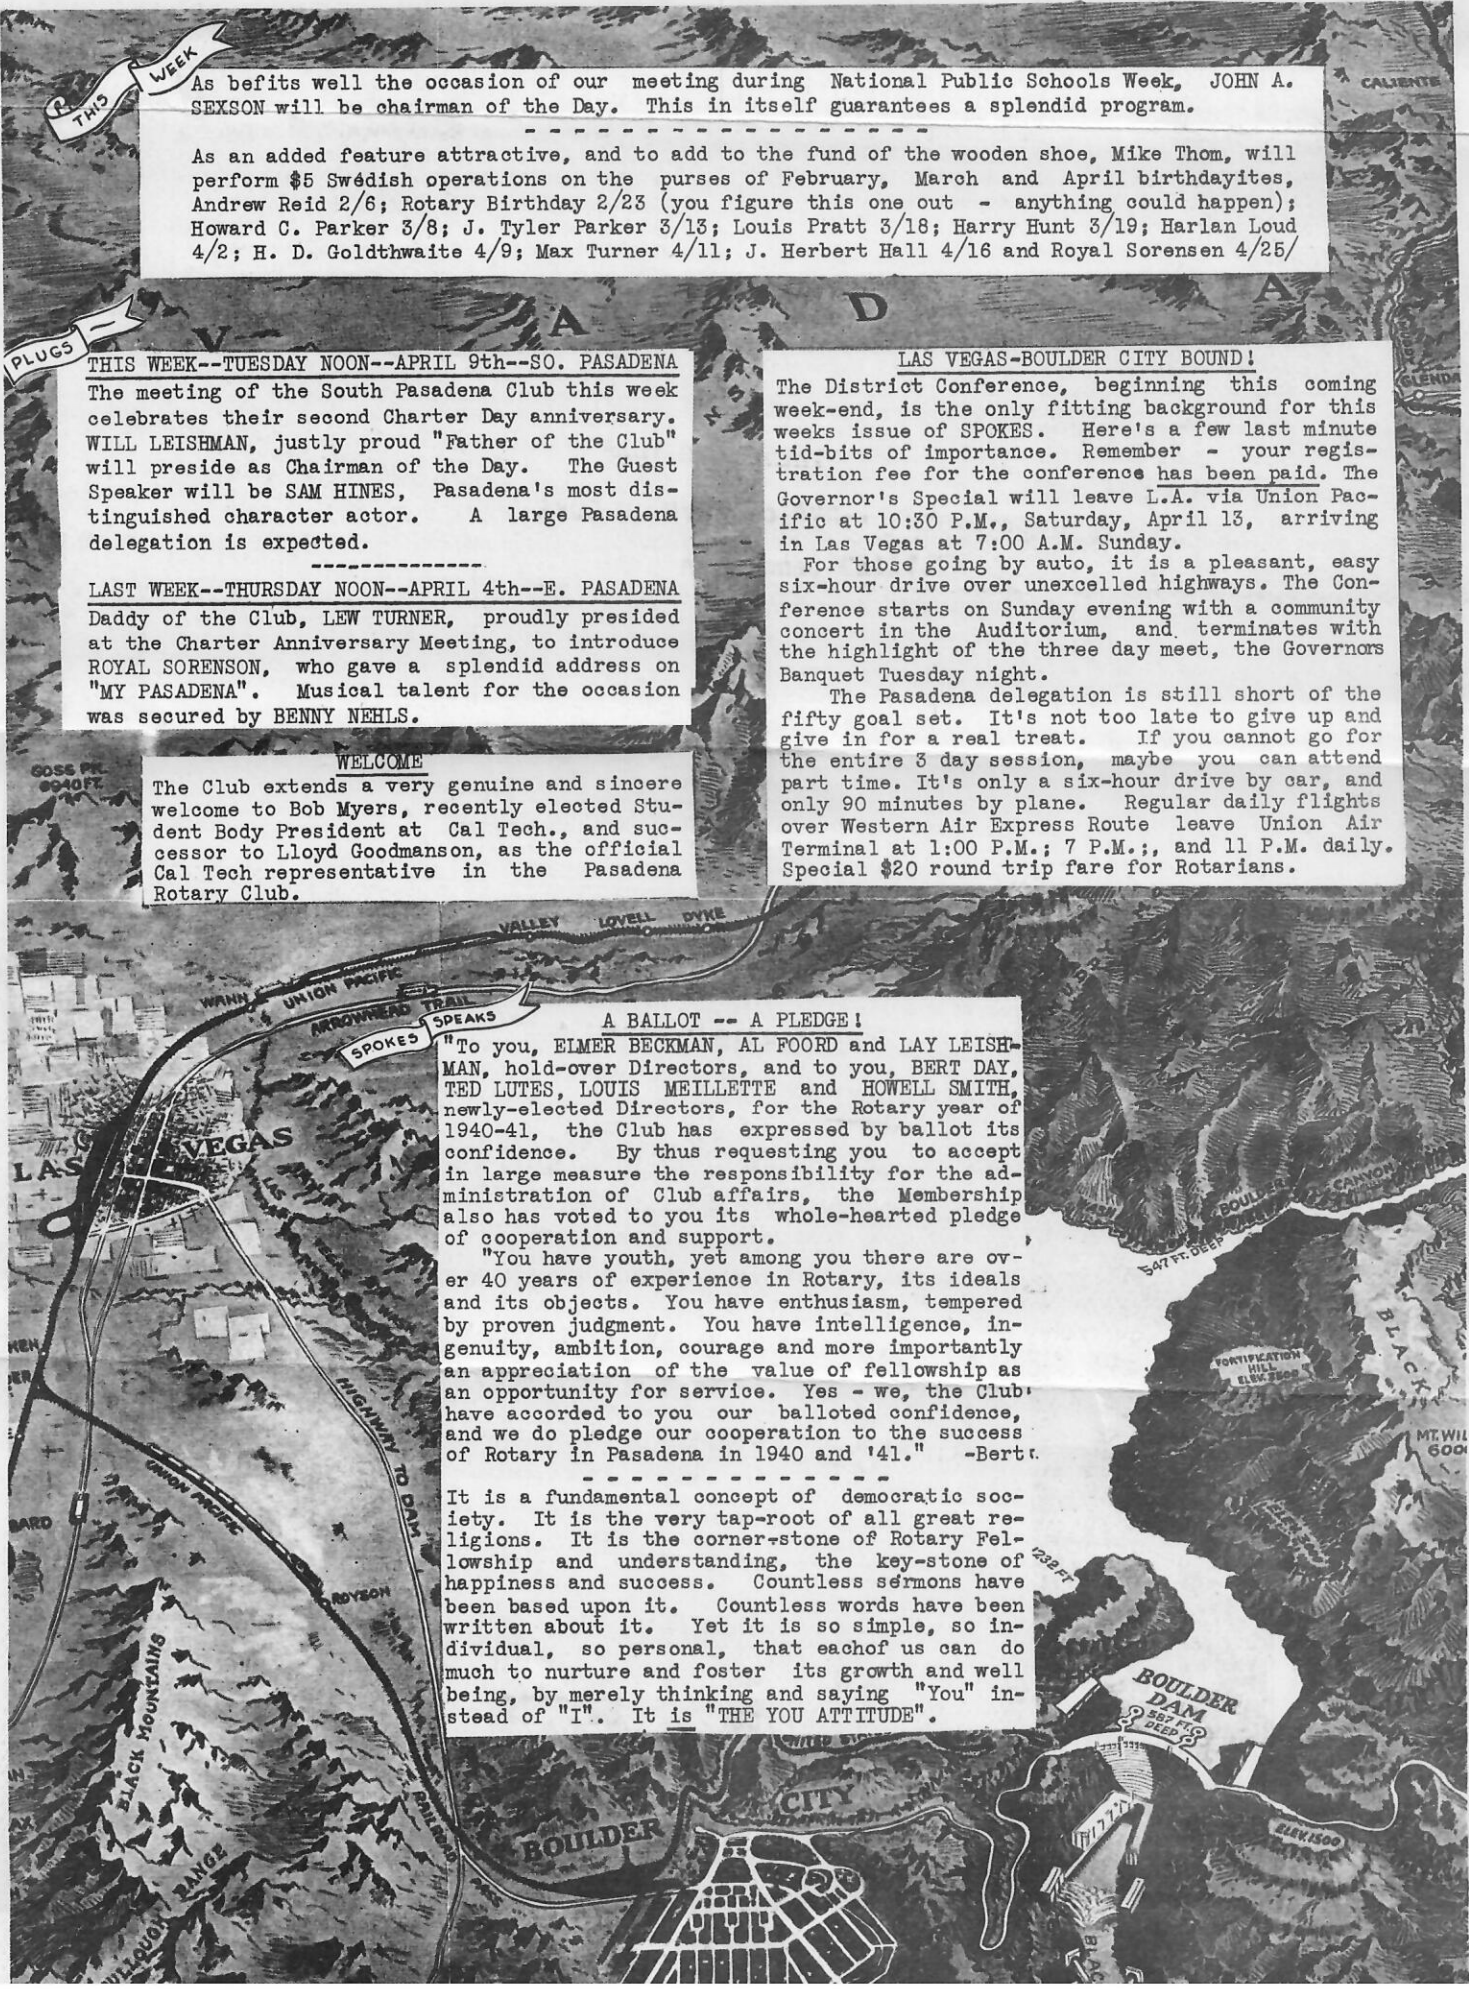 THIS WEEK
As befits well the occasion of our meeting during National Public Schools Week, JOHN A.
SEXSON will be chairman of the Day. This in itself guarantees a splendid program.
- - - - - - - - - - - - - - - - -
As an added feature attractive, and to add to the fund of the wooden shoe, Mike Thom, will
perform $5 Swedish operations on the purses of February, March and April birthdayites,
Andrew Reid 2/6; Rotary Birthday 2/23 (you figure this one out - anything could happen);
Howard C. Parker 3/8; J. Tyler Parker 3/13; Louis Pratt 3/18; Harry Hunt 3/19; Harlan Loud
4/2; H. D. Goldthwaite 4/9; Max Turner 4/11; J. Herbert Hall 4/16 and Royal Sorensen 4/25/
CALIENTE
V A D A
PLUGS -
THIS WEEK--TUESDAY NOON--APRIL 9th--SO. PASADENA
The meeting of the South Pasadena Club this week
celebrates their second Charter Day anniversary.
WILL LEISHMAN, justly proud "Father of the Club"
will preside as Chairman of the Day. The Guest
Speaker will be SAM HINES, Pasadena's most dis-
tinguished character actor. A large Pasadena
delegation is expected.
--------------
LAST WEEK--THURSDAY NOON--APRIL 4th--E. PASADENA
Daddy of the Club, LEW TURNER, proudly presided
at the Charter Anniversary Meeting, to introduce
ROYAL SORENSON, who gave a splendid address on
"MY PASADENA". Musical talent for the occasion
was secured by BENNY NEHLS.
WELCOME
The Club extends a very genuine and sincere
welcome to Bob Myers, recently elected Stu-
dent Body President at Cal Tech., and suc-
cessor to Lloyd Goodmanson, as the official
Cal Tech representative in the Pasadena
Rotary Club.
LAS VEGAS-BOULDER CITY BOUND!
The District Conference, beginning this coming
week-end, is the only fitting background for this
weeks issue of SPOKES. Here's a few last minute
tid-bits of importance. Remember - your regis-
tration fee for the conference has been paid. The
Governor's Special will leave L.A. via Union Pac-
ific at 10:30 P.M., Saturday, April 13, arriving
in Las Vegas at 7:00 A.M. Sunday.
For those going by auto, it is a pleasant, easy
six-hour drive over unexcelled highways. The Con-
ference starts on Sunday evening with a community
concert in the Auditorium, and. terminates with
the highlight of the three day meet, the Governors
Banquet Tuesday night.
The Pasadena delegation is still short of the
fifty goal set. It's not too late to give up and
give in for a real treat. If you cannot go for
the entire 3 day session, maybe you can attend
part time. It's only a six-hour drive by car, and
only 90 minutes by plane. Regular daily flights
over Western Air Express Route leave Union Air
Terminal at 1:00 P.M.; 7 P.M.;, and 11 P.M. daily.
Special $20 round trip fare for Rotarians.
GLENDA
GOSS PK.
8940 FT.
VALLEY LOVELL DYKE
WANN
UNION PACIFIC
ARROWHEAD TRAIL
SPOKES SPEAKS
A BALLOT -- A PLEDGE!
"To you, ELMER BECKMAN, AL FOORD and LAY LEISH-
MAN, hold-over Directors, and to you, BERT DAY,
TED LUTES, LOUIS MEILLETTE and HOWELL SMITH,
newly-elected Directors, for the Rotary year of
1940-41, the Club has expressed by ballot its
confidence. By thus requesting you to accept
in large measure the responsibility for the ad-
ministration of Club affairs, the Membership
also has voted to you its whole-hearted pledge
of cooperation and support.
"You have youth, yet among you there are ov-
er 40 years of experience in Rotary, its ideals
and its objects. You have enthusiasm, tempered
by proven judgment. You have intelligence, in-
genuity, ambition, courage and more importantly
an appreciation of the value of fellowship as
an opportunity for service. Yes - we, the Club
have accorded to you our balloted confidence,
and we do pledge our cooperation to the success
of Rotary in Pasadena in 1940 and '41." -Bert
- - - - - - - - - - - - -
It is a fundamental concept of democratic soc-
iety. It is the very tap-root of all great re-
ligions. It is the corner-stone of Rotary Fel-
lowship and understanding, the key-stone of
happiness and success. Countless sermons have
been based upon it. Countless words have been
written about it. Yet it is so simple, so in-
dividual, so personal, that eachof us can do
much to nurture and foster its growth and well
being, by merely thinking and saying "You" in-
stead of "I". It is "THE YOU ATTITUDE".
LAS VEGAS
LAS
BOULDER CANYON
547 FT. DEEP
BLACK
FORTIFICATION
HILL
ELEV. 3500
MT. WIL
600
HIGHWAY TO DAM
UNION PACIFIC
BARD
ROYSON
1232 FT
BLACK MOUNTAINS
BOULDER
DAM
587 FT.
DEEP
RAILROAD
PASS
BOULDER CITY
ELEV. 1500
RANGE
BLAC